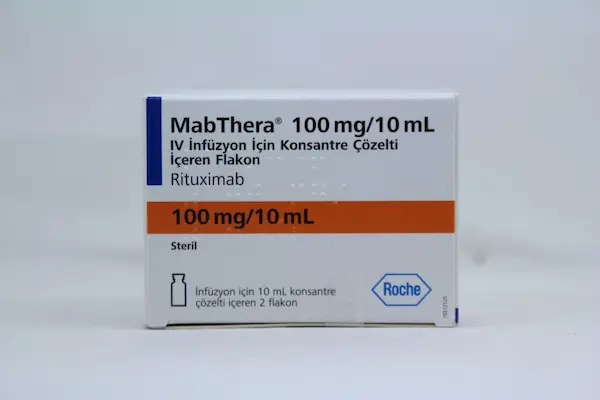 MabThera® 100 mg/10 mL
IV İnfüzyon İçin Konsantre Çözelti
İçeren Flakon
Rituximab
100 mg/10 mL
Steril
İnfüzyon için 10 mL konsantre
çözelti içeren 2 flakon
Roche